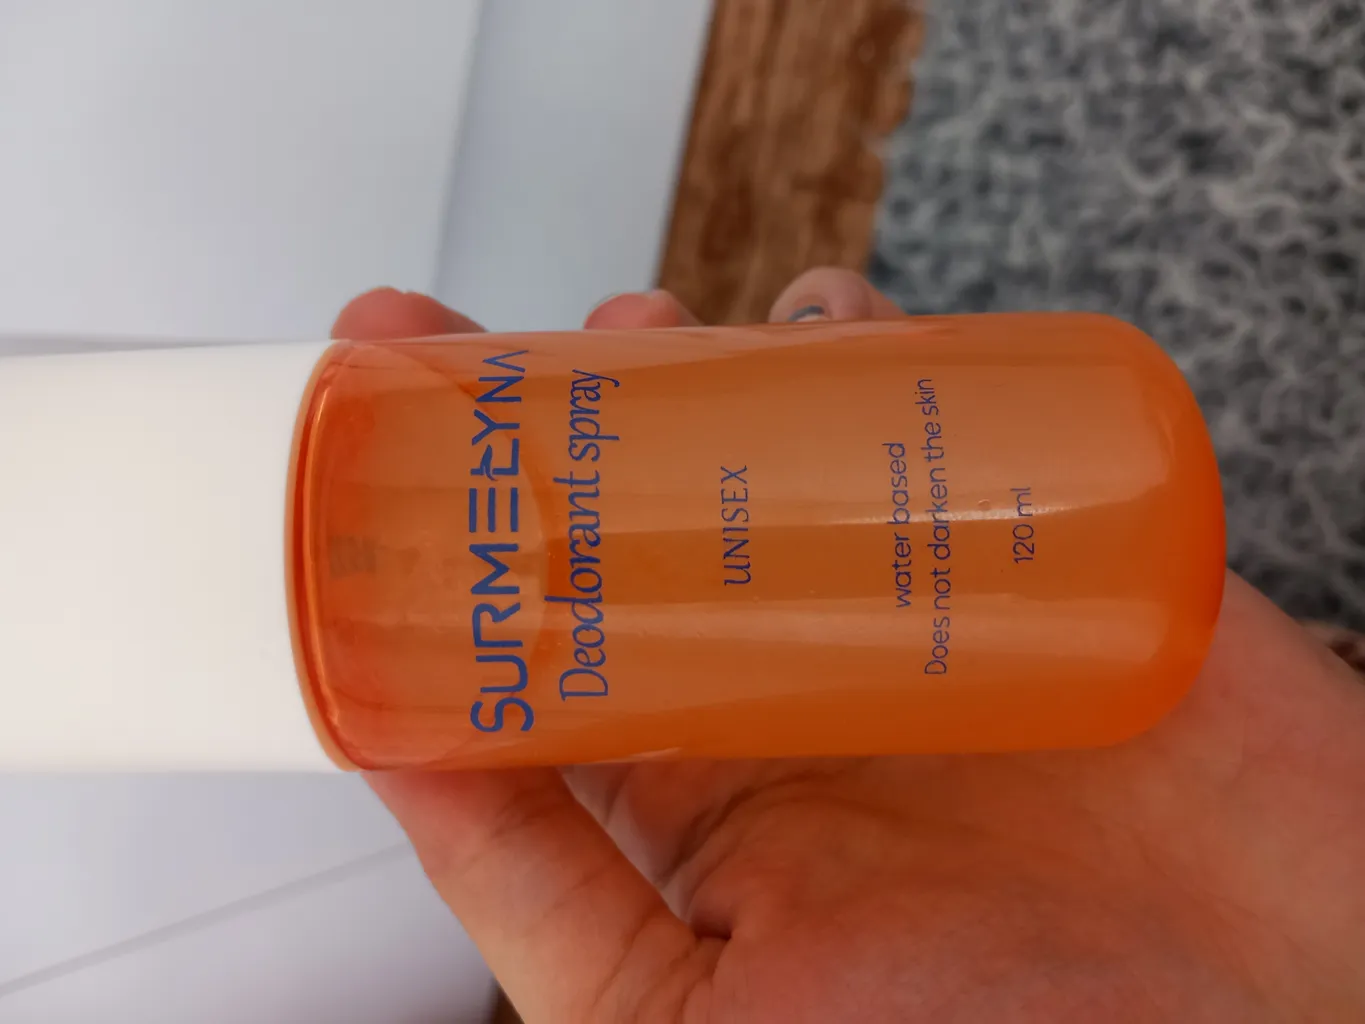 SURMELYNA
Deodorant spray
UNISEX
water based
Does not darken the skin
120 ml